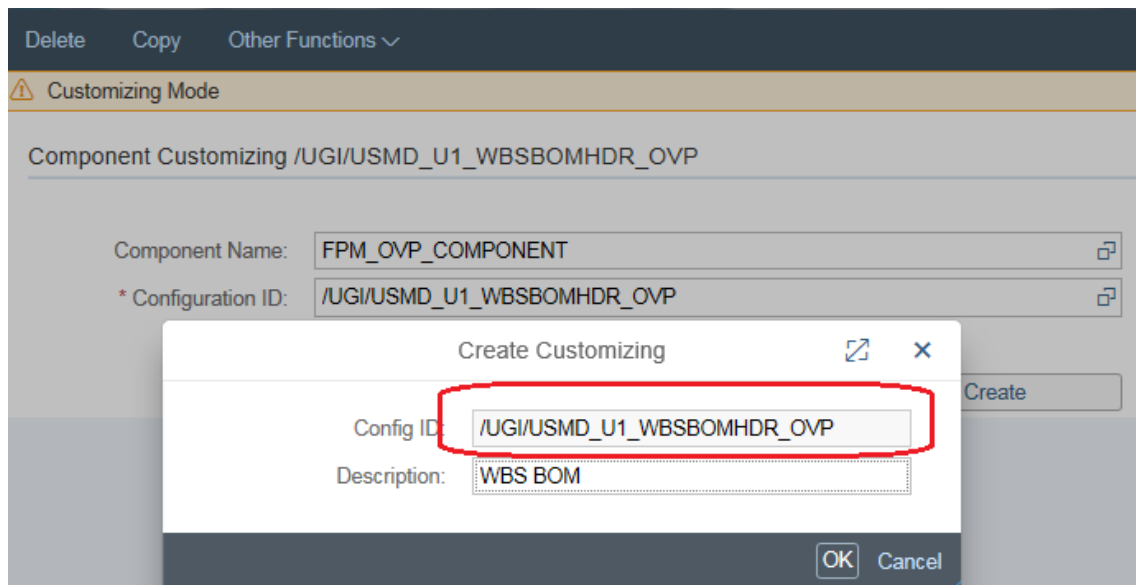 Delete Copy Other Functions
Customizing Mode
Component Customizing /UGI/USMD_U1_WBSBOMHDR_OVP
Component Name: FPM_OVP_COMPONENT
* Configuration ID: /UGI/USMD_U1_WBSBOMHDR_OVP
Create Customizing
Create
Config ID: /UGI/USMD_U1_WBSBOMHDR_OVP
Description: WBS BOM
OK Cancel